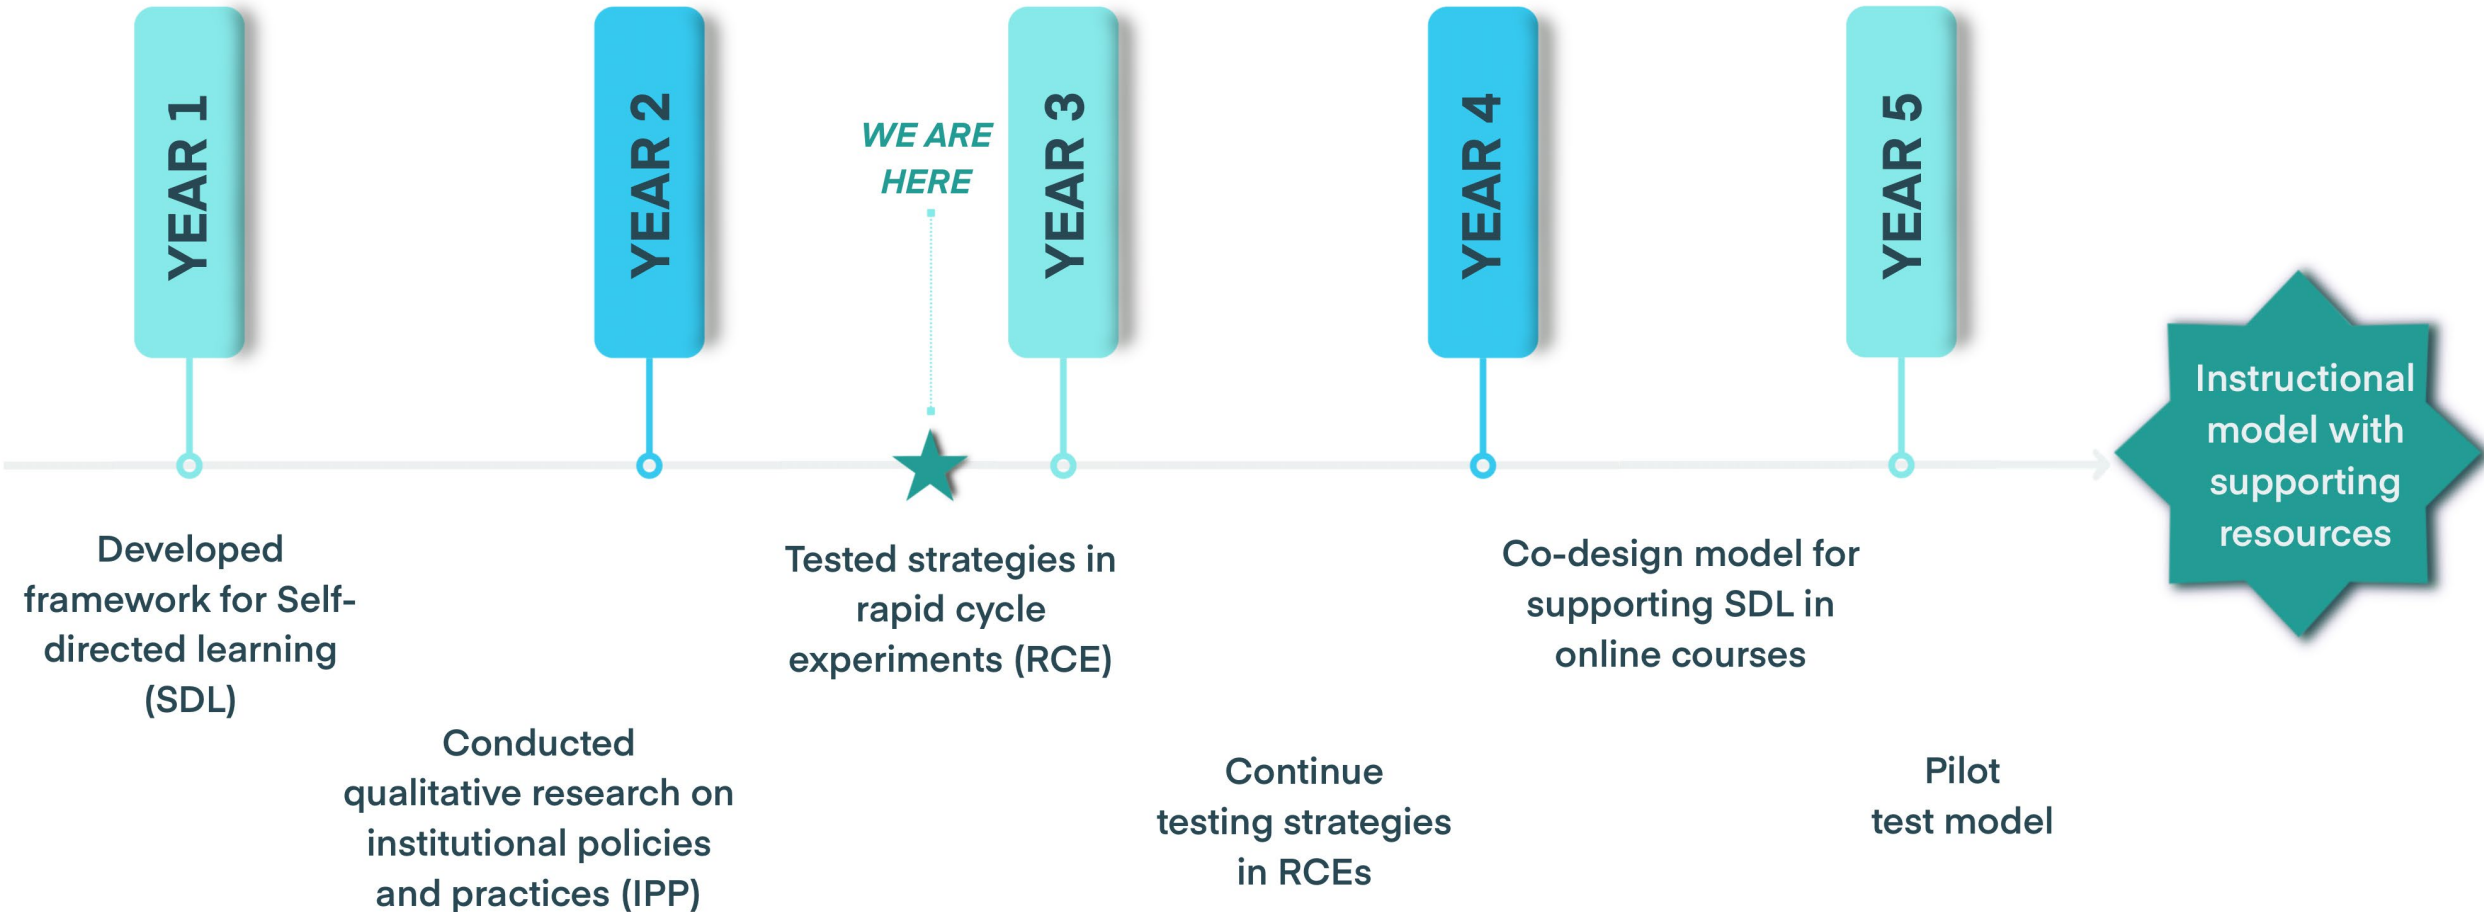 YEAR 1
YEAR 2
WE ARE
HERE
YEAR 3
YEAR 4
YEAR 5
Instructional
model with
supporting
resources
Developed
framework for Self-
directed learning
(SDL)
Conducted
qualitative research on
institutional policies
and practices (IPP)
Tested strategies in
rapid cycle
experiments (RCE)
Continue
testing strategies
in RCEs
Co-design model for
supporting SDL in
online courses
Pilot
test model